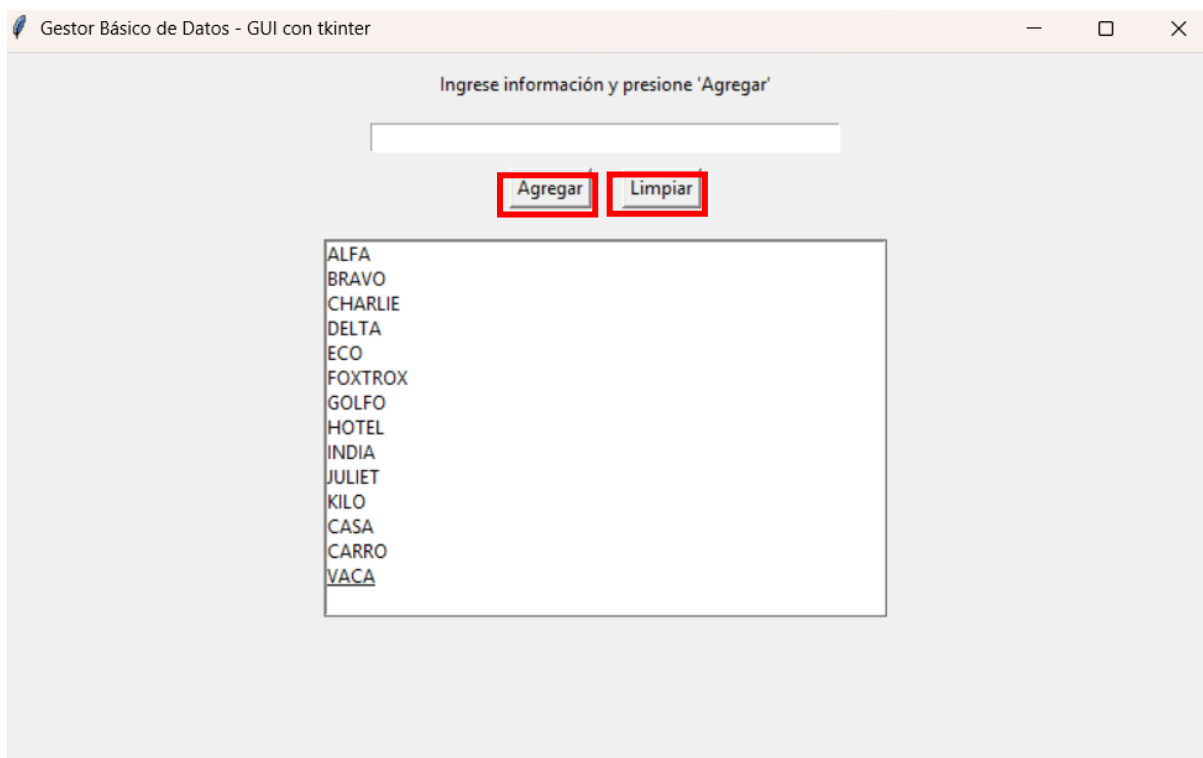 Gestor Básico de Datos - GUI con tkinter
Ingrese información y presione 'Agregar'
Agregar Limpiar
ALFA
BRAVO
CHARLIE
DELTA
ECO
FOXTROX
GOLFO
HOTEL
INDIA
JULIET
KILO
CASA
CARRO
VACA